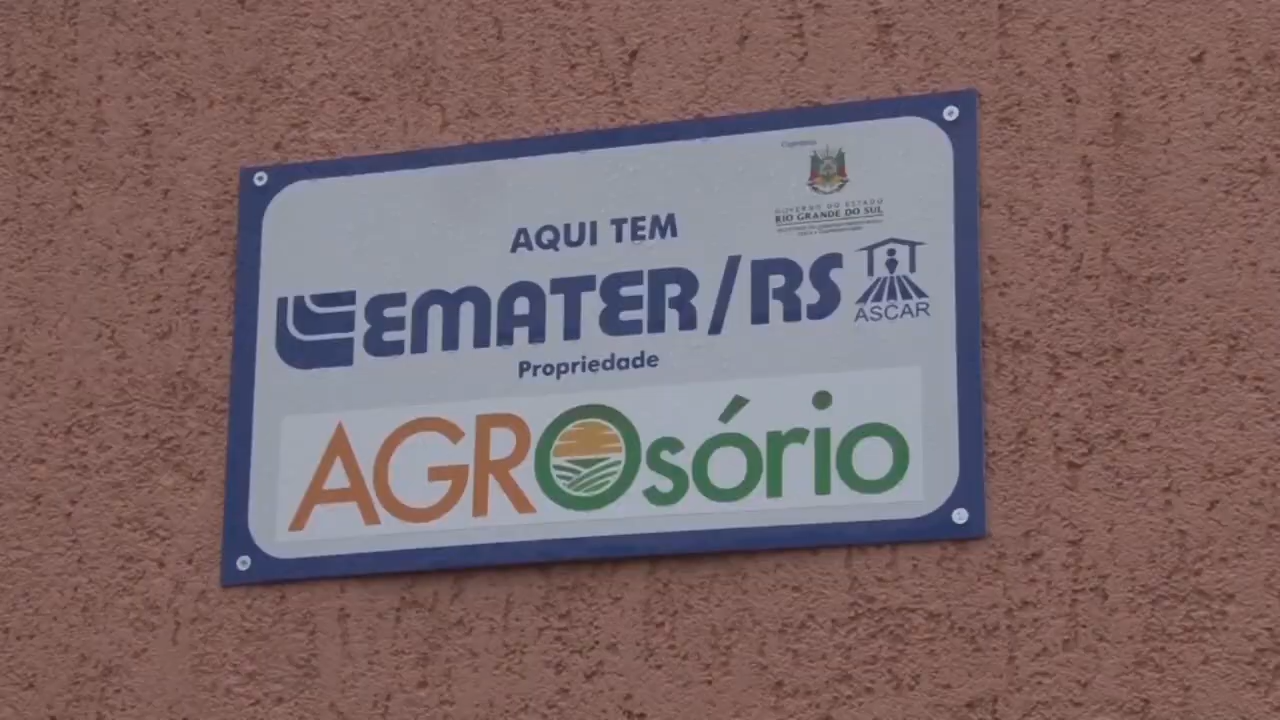 GOVERNO DO ESTADO
RIO GRANDE DO SUL
AQUI TEM
EMATER/RS
ASCAR
Propriedade
AGROsório